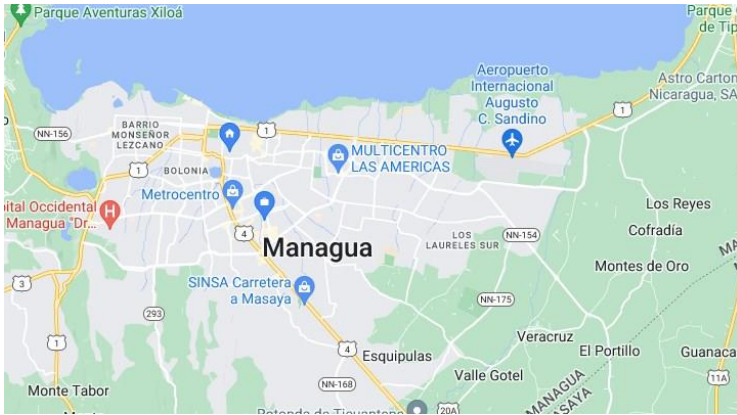 Parque Aventuras Xiloá
Parque
de Tip
Aeropuerto
Internacional
Augusto
C. Sandino
Astro Carton
Nicaragua, SA
1
NN-156
BARRIO
MONSEÑOR
LEZCANO
1
MULTICENTRO
LAS AMERICAS
1
BOLONIA
Metrocentro
ital Occidental
Managua "Dr...
H
Los Reyes
Cofradía
4
Managua
LOS
LAURELES SUR
NN-154
Montes de Oro
MA
3
SINSA Carretera
a Masaya
NN-175
293
1
Veracruz
4
Esquipulas
El Portillo
Guanaca
Valle Gotel
NN-168
11A
Monte Tabor
MANAGUA
MASAYA
20A